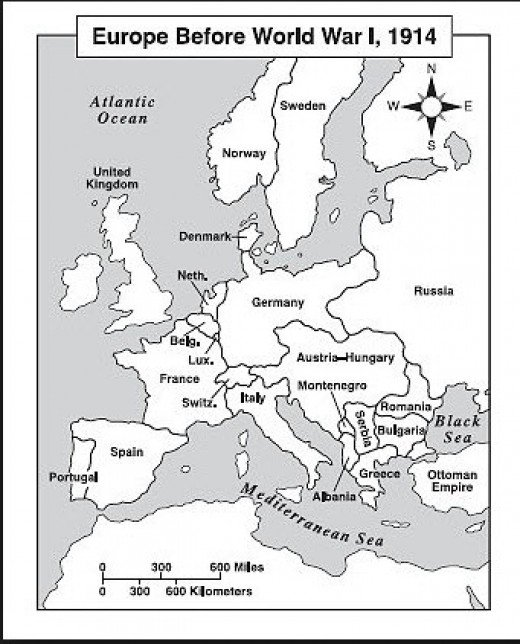 Europe Before World War I, 1914
N
W
E
S
Atlantic
Ocean
Sweden
Norway
United
Kingdom
Denmark
Neth.
Germany
Russia
Belg.
Lux.
Austria-Hungary
France
Montenegro
Switz.
Italy
Romania
Serbia
Bulgaria
Black
Sea
Spain
Portugal
Greece
Ottoman
Empire
Albania
Mediterranean Sea
0 300 600 Miles
0 300 600 Kilometers